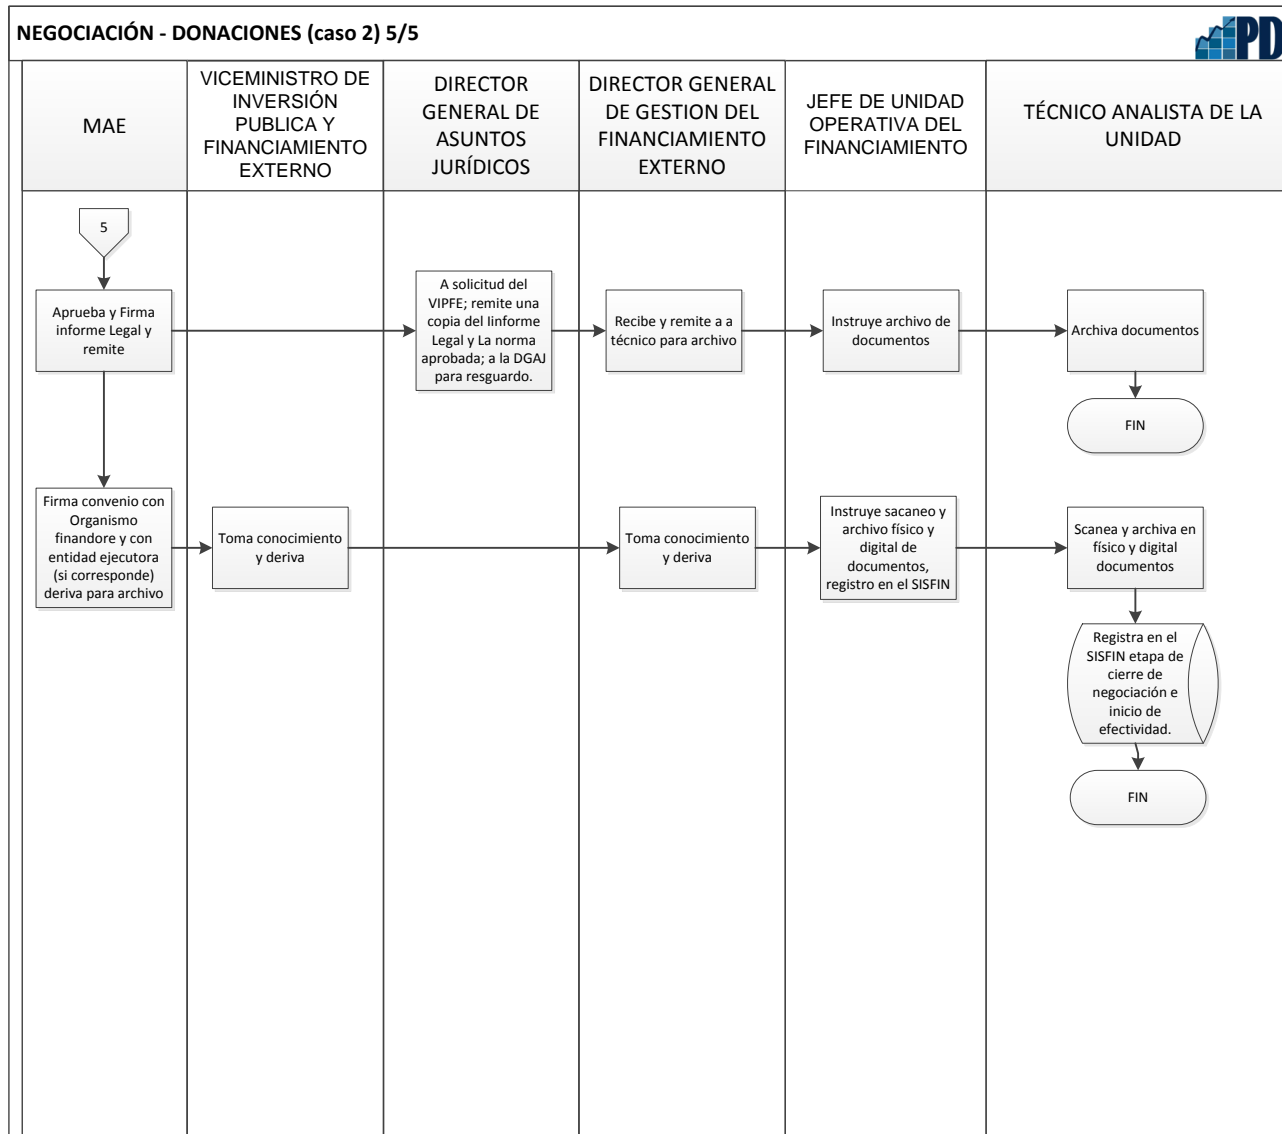 NEGOCIACIÓN - DONACIONES (caso 2) 5/5
PD
MAE
VICEMINISTRO DE
INVERSIÓN
PUBLICA Y
FINANCIAMIENTO
EXTERNO
DIRECTOR
GENERAL DE
ASUNTOS
JURÍDICOS
DIRECTOR GENERAL
DE GESTION DEL
FINANCIAMIENTO
EXTERNO
JEFE DE UNIDAD
OPERATIVA DEL
FINANCIAMIENTO
TÉCNICO ANALISTA DE LA
UNIDAD
5
Aprueba y Firma
informe Legal y
remite
A solicitud del
VIPFE; remite una
copia del Iinforme
Legal y La norma
aprobada; a la DGAJ
para resguardo.
Recibe y remite a a
técnico para archivo
Instruye archivo de
documentos
Archiva documentos
FIN
Firma convenio con
Organismo
finandore y con
entidad ejecutora
(si corresponde)
deriva para archivo
Toma conocimiento
y deriva
Toma conocimiento
y deriva
Instruye sacaneo y
archivo físico y
digital de
documentos,
registro en el SISFIN
Scanea y archiva en
físico y digital
documentos
Registra en el
SISFIN etapa de
cierre de
negociación e
inicio de
efectividad.
FIN